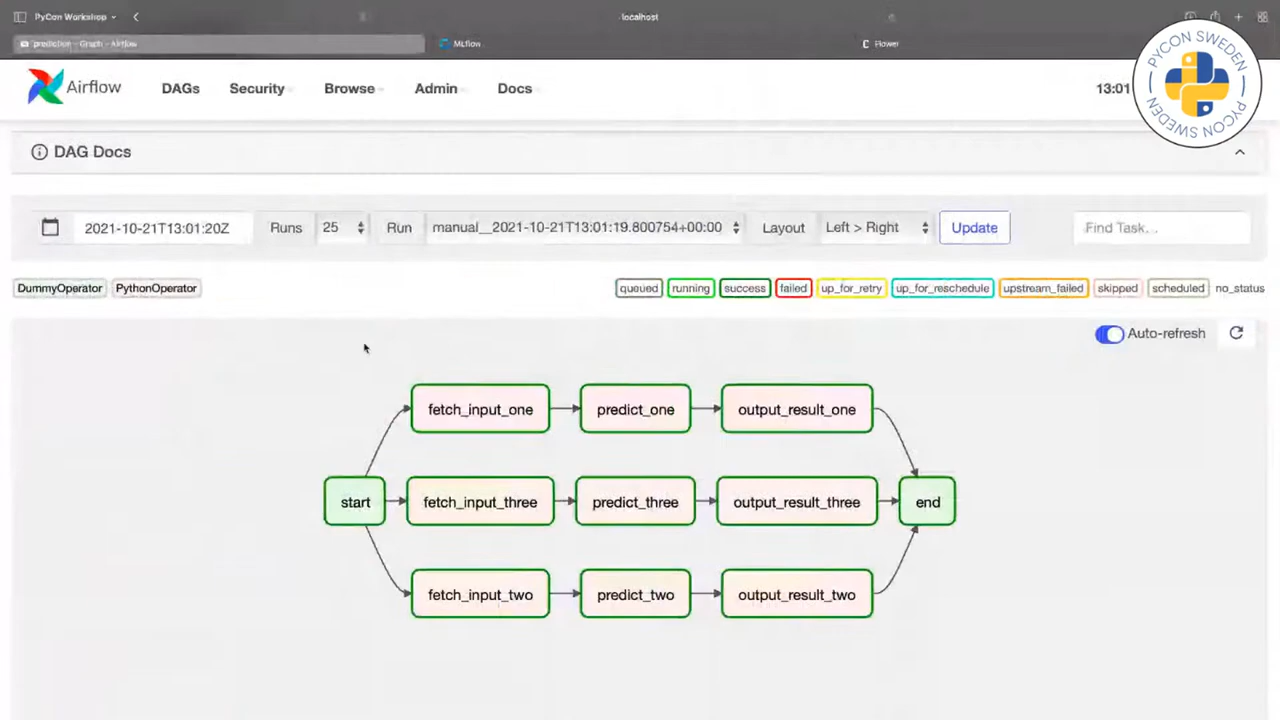 PyCon Workshop
localhost
prediction - Graph - Airflow
MLflow
Flower
Airflow
DAGs
Security
Browse
Admin
Docs
13:01
PYCON SWEDEN
PYCON SWEDEN
DAG Docs
2021-10-21T13:01:20Z
Runs
25
Run
manual__2021-10-21T13:01:19.800754+00:00
Layout
Left > Right
Update
Find Task...
DummyOperator
PythonOperator
queued
running
success
failed
up_for_retry
up_for_reschedule
upstream_failed
skipped
scheduled
no_status
Auto-refresh
fetch_input_one
predict_one
output_result_one
start
fetch_input_three
predict_three
output_result_three
end
fetch_input_two
predict_two
output_result_two